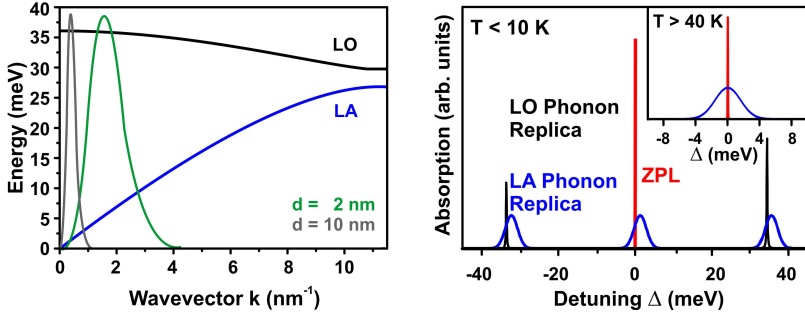 40
35
30
25
20
15
10
5
0
Energy (meV)
LO
LA
d = 2 nm
d = 10 nm
0 2 4 6 8 10
Wavevector k (nm⁻¹)
Absorption (arb. units)
T < 10 K
LO Phonon
Replica
LA Phonon
Replica
ZPL
T > 40 K
-8 -4 0 4 8
Δ (meV)
-40 -20 0 20 40
Detuning Δ (meV)